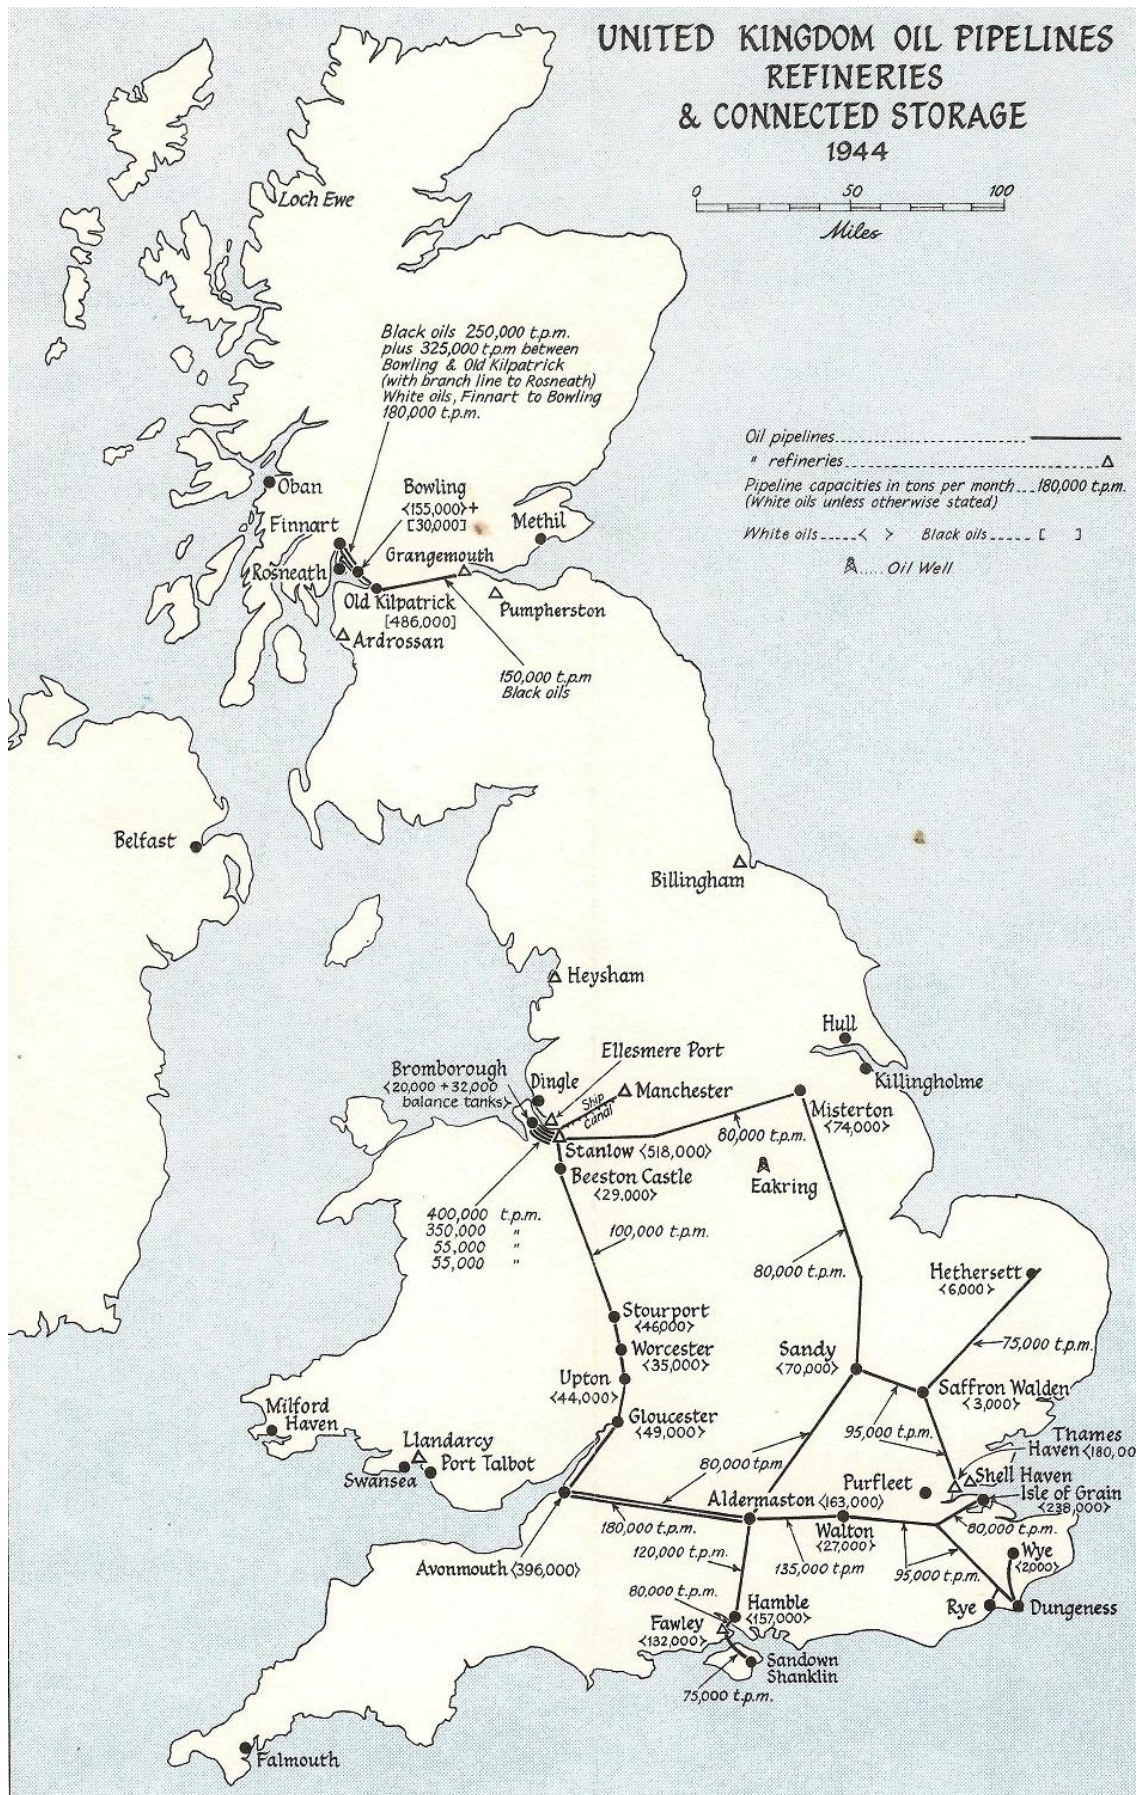 UNITED KINGDOM OIL PIPELINES
REFINERIES
& CONNECTED STORAGE
1944
0 50 100
Miles
Loch Ewe
Black oils 250,000 t.p.m.
plus 325,000 t.p.m between
Bowling & Old Kilpatrick
(with branch line to Rosneath)
White oils, Finnart to Bowling
180,000 t.p.m.
Oil pipelines
" refineries
Pipeline capacities in tons per month 180,000 t.p.m.
(White oils unless otherwise stated)
White oils < > Black oils [ ]
Oil Well
Oban
Bowling
<155,000>+
[30,000]
Finnart
Methil
Grangemouth
Rosneath
Old Kilpatrick
[486,000]
Pumpherston
Ardrossan
150,000 t.p.m
Black oils
Belfast
Billingham
Heysham
Hull
Killingholme
Ellesmere Port
Bromborough
<20,000 + 32,000
balance tanks>
Dingle
Manchester
Ship
Canal
Misterton
<74,000>
80,000 t.p.m.
Stanlow <518,000>
Beeston Castle
<29.000>
Eakring
400,000 t.p.m.
350,000 "
55,000 "
55,000 "
100,000 t.p.m.
80,000 t.p.m.
Hethersett
<6,000>
75,000 t.p.m.
Stourport
<46,000>
Worcester
<35,000>
Upton
<44,000>
Gloucester
<49,000>
Sandy
<70,000>
Saffron Walden
<3,000>
95,000 t.p.m.
Milford
Haven
Llandarcy
Port Talbot
Swansea
Thames
Haven <180,00
Shell Haven
Purfleet
Isle of Grain
<238,000>
80,000 t.p.m
Aldermaston <163,000>
180,000 t.p.m.
Walton
<27,000>
80,000 t.p.m.
Avonmouth <396,000>
120,000 t.p.m.
135,000 t.p.m
95,000 t.p.m.
Wye
<2,000>
Rye
Dungeness
80,000 t.p.m.
Hamble
<157,000>
Fawley
<132,000>
Sandown
Shanklin
75,000 t.p.m.
Falmouth